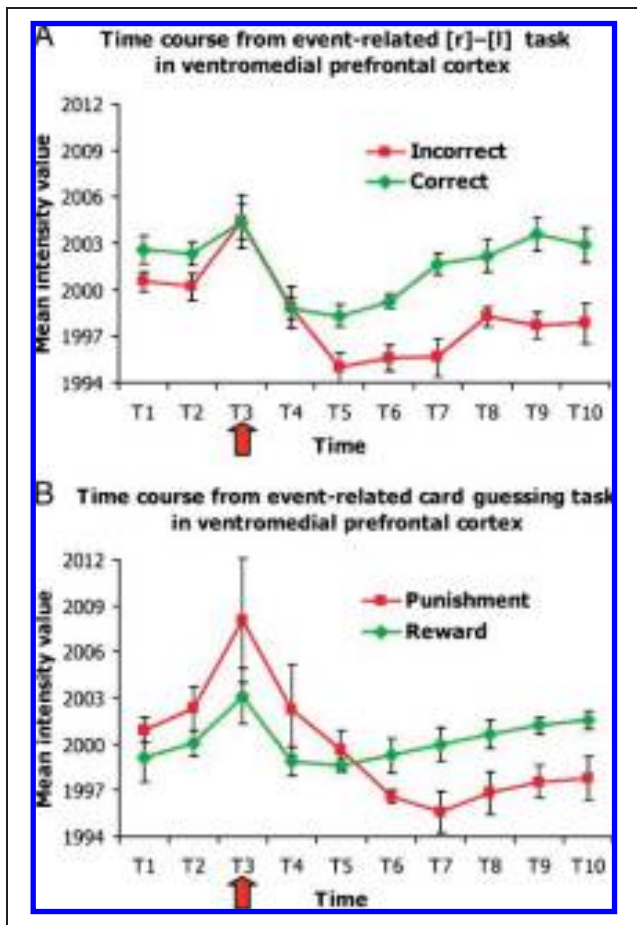 A
Time course from event-related [r]–[l] task
in ventromedial prefrontal cortex
Mean intensity value
2012
2009
2006
2003
2000
1997
1994
Incorrect
Correct
T1 T2 T3 T4 T5 T6 T7 T8 T9 T10
Time
B
Time course from event-related card guessing task
in ventromedial prefrontal cortex
Mean intensity value
2012
2009
2006
2003
2000
1997
1994
Punishment
Reward
T1 T2 T3 T4 T5 T6 T7 T8 T9 T10
Time